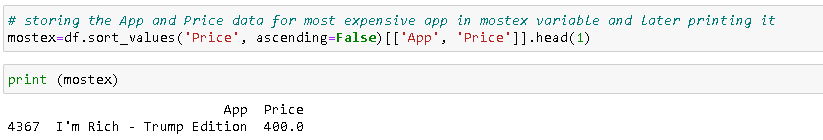 # storing the App and Price data for most expensive app in mostex variable and later printing it
mostex=df.sort_values('Price', ascending=False)[['App', 'Price']].head(1)
print (mostex)
App Price
4367 I'm Rich - Trump Edition 400.0